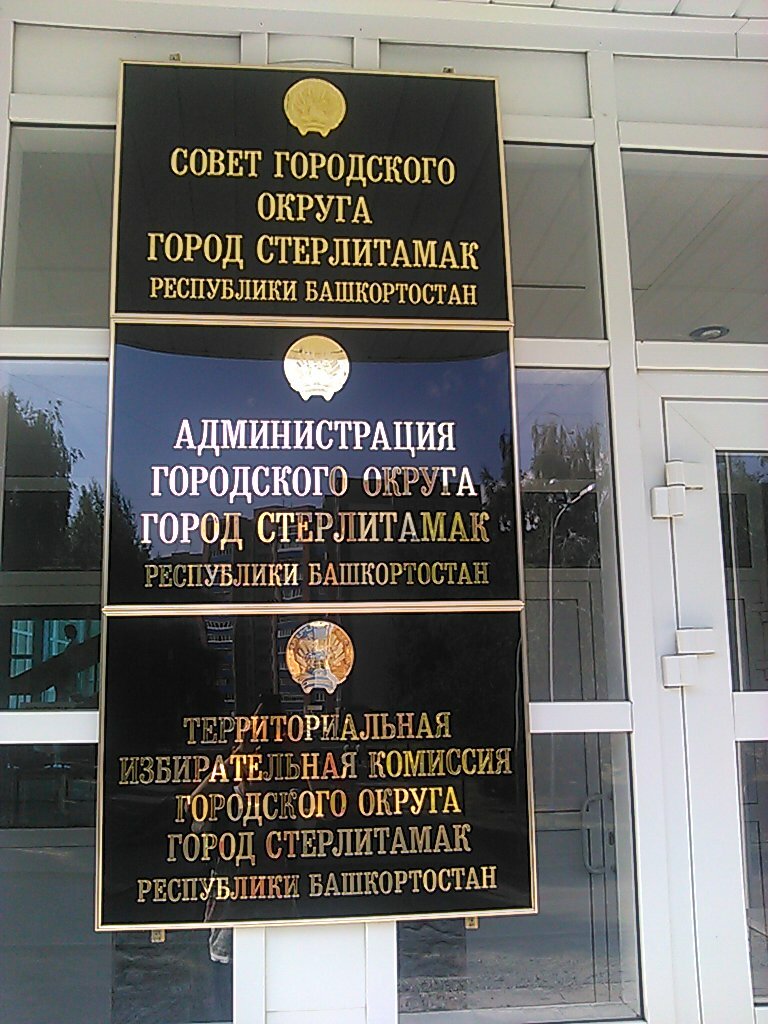 СОВЕТ ГОРОДСКОГО
ОКРУГА
ГОРОД СТЕРЛИТАМАК
РЕСПУБЛИКИ БАШКОРТОСТАН
АДМИНИСТРАЦИЯ
ГОРОДСКОГО ОКРУГА
ГОРОД СТЕРЛИТАМАК
РЕСПУБЛИКИ БАШКОРТОСТАН
ТЕРРИТОРИАЛЬНАЯ
ИЗБИРАТЕЛЬНАЯ КОМИССИЯ
ГОРОДСКОГО ОКРУГА
ГОРОД СТЕРЛИТАМАК
РЕСПУБЛИКИ БАШКОРТОСТАН